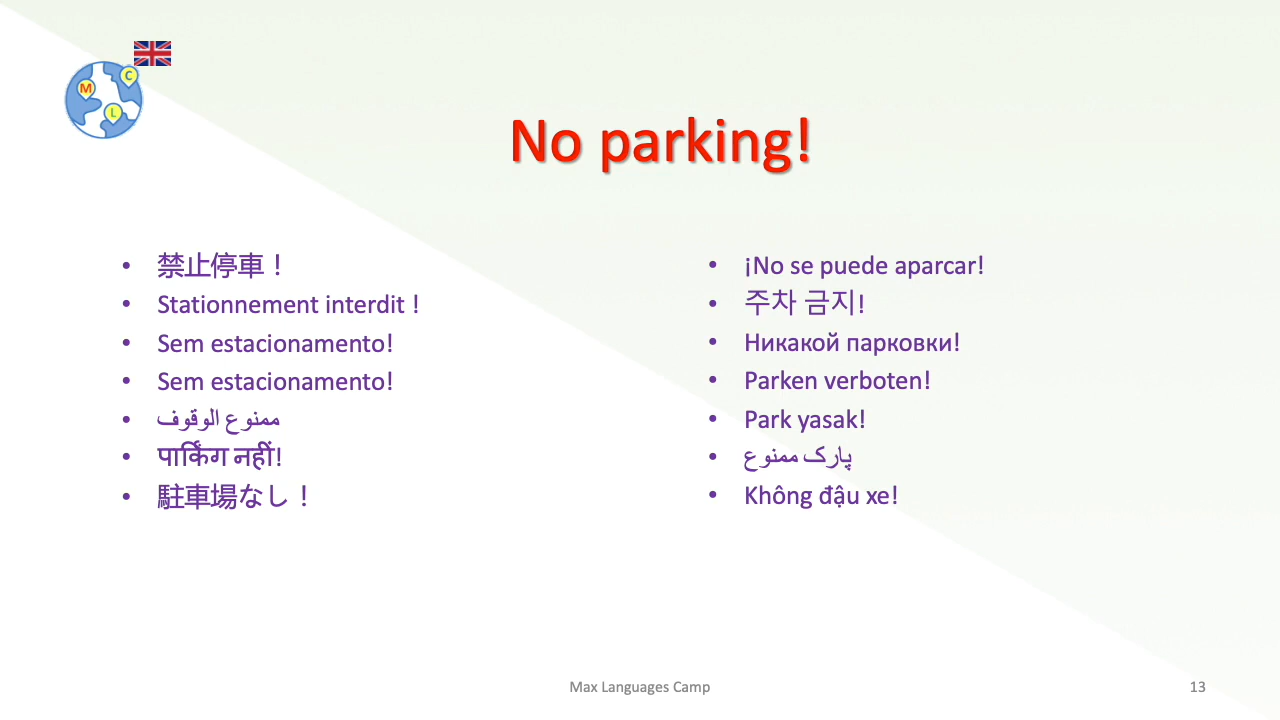 M
C
L
No parking!
禁止停車！
Stationnement interdit !
Sem estacionamento!
Sem estacionamento!
ممنوع الوقوف
पार्किंग नहीं!
駐車場なし！
¡No se puede aparcar!
주차 금지!
Никакой парковки!
Parken verboten!
Park yasak!
پارک ممنوع
Không đậu xe!
Max Languages Camp
13